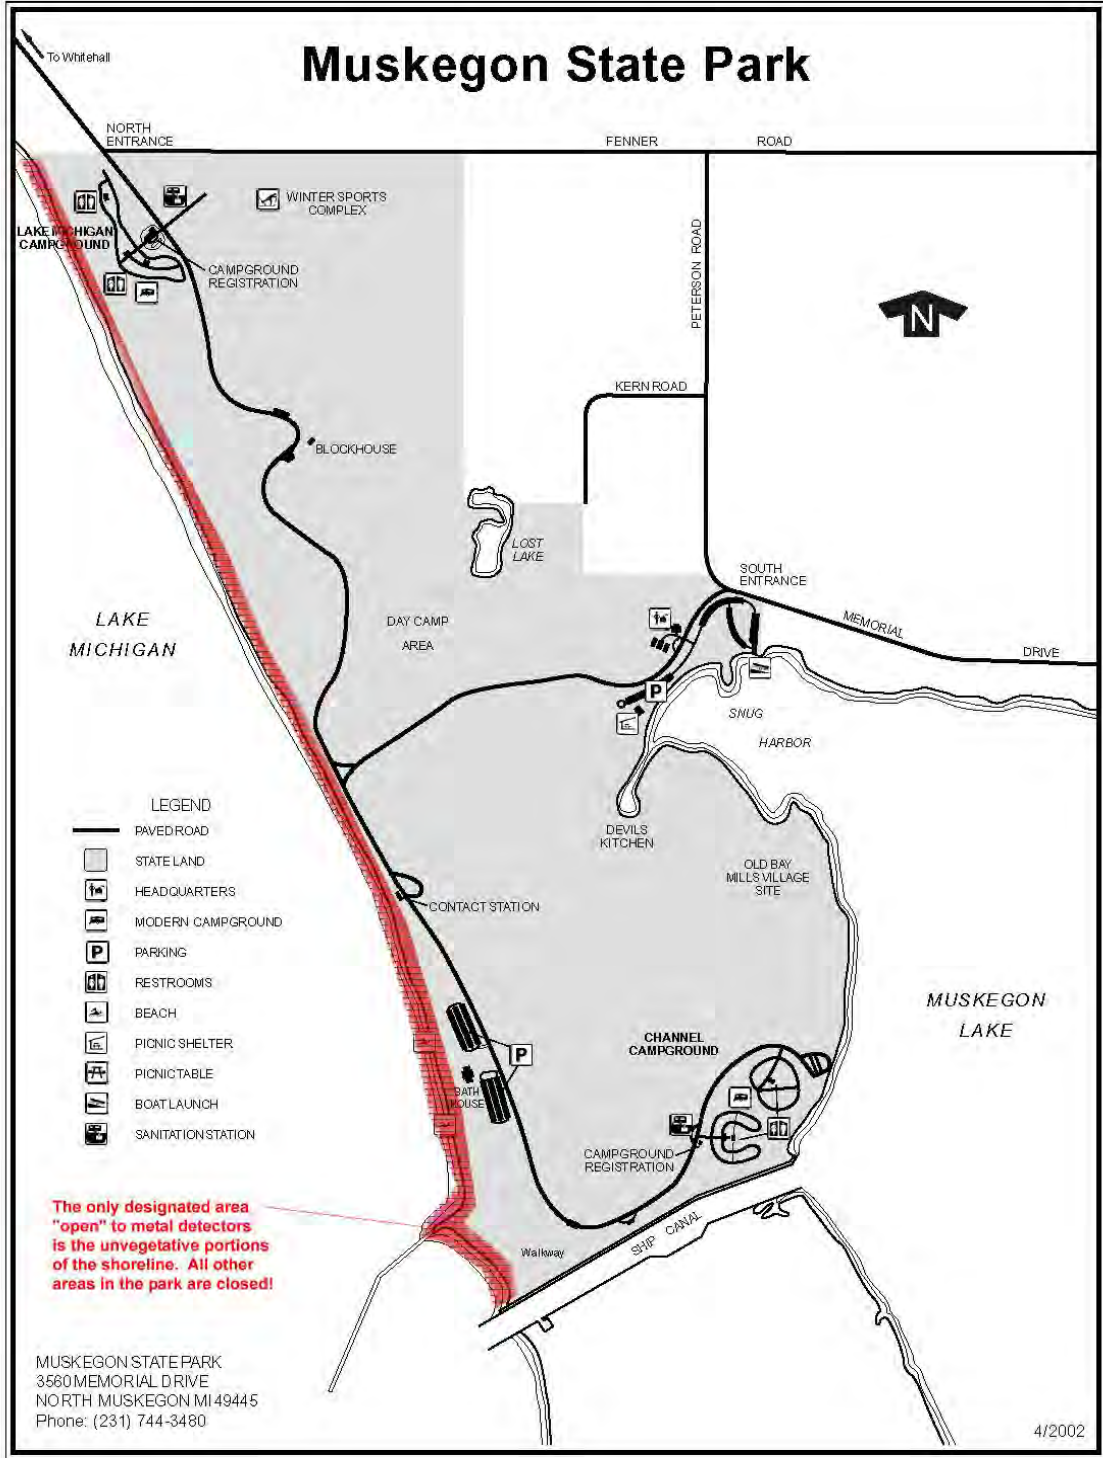 Muskegon State Park
To Whitehall
NORTH
ENTRANCE
FENNER
ROAD
WINTER SPORTS
COMPLEX
LAKE MICHIGAN
CAMPGROUND
CAMPGROUND
REGISTRATION
PETERSON ROAD
N
KERN ROAD
BLOCKHOUSE
LOST
LAKE
SOUTH
ENTRANCE
MEMORIAL
DRIVE
LAKE
MICHIGAN
DAY CAMP
AREA
P
SNUG
HARBOR
DEVILS
KITCHEN
OLD BAY
MILLS VILLAGE
SITE
LEGEND
PAVED ROAD
STATE LAND
HEADQUARTERS
MODERN CAMPGROUND
P
PARKING
RESTROOMS
BEACH
PICNIC SHELTER
PICNIC TABLE
BOAT LAUNCH
SANITATION STATION
CONTACT STATION
MUSKEGON
LAKE
P
BATH
HOUSE
CHANNEL
CAMPGROUND
CAMPGROUND
REGISTRATION
SHIP CANAL
Walkway
The only designated area
"open" to metal detectors
is the unvegetative portions
of the shoreline. All other
areas in the park are closed!
MUSKEGON STATE PARK
3560 MEMORIAL DRIVE
NORTH MUSKEGON MI 49445
Phone: (231) 744-3480
4/2002